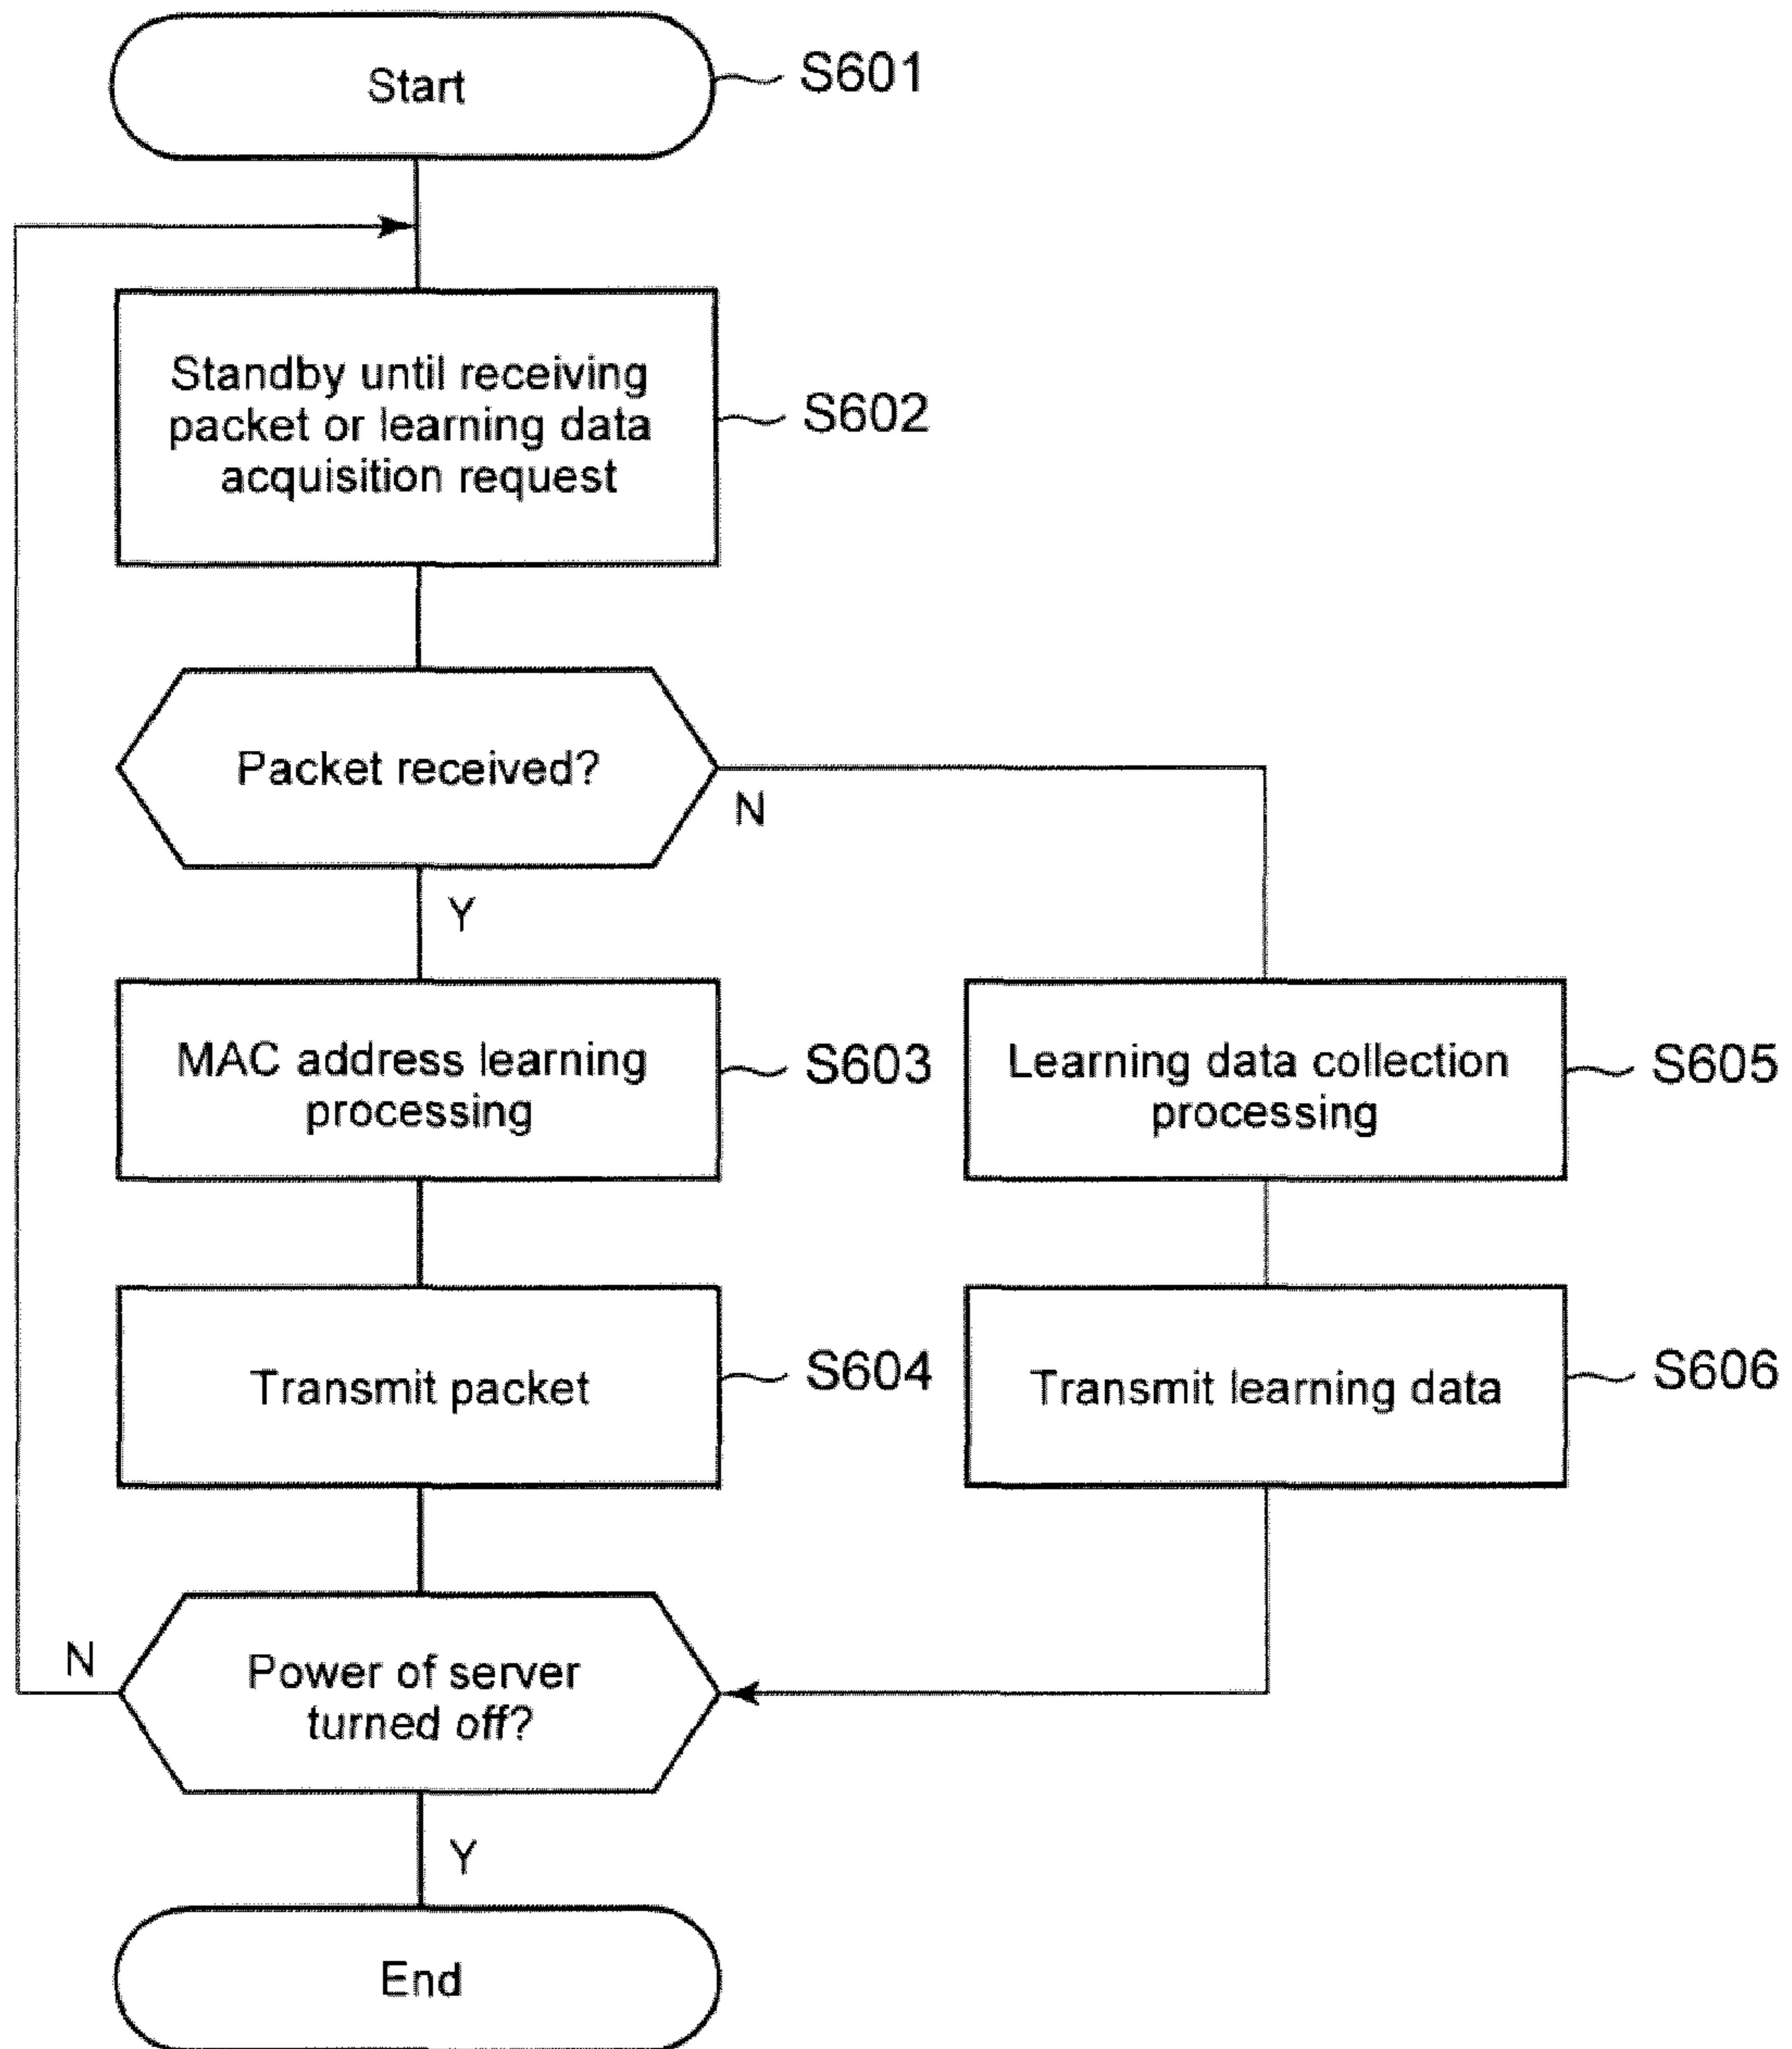 Start
S601
Standby until receiving
packet or learning data
acquisition request
S602
Packet received?
N
Y
MAC address learning
processing
S603
Learning data collection
processing
S605
Transmit packet
S604
Transmit learning data
S606
N
Power of server
turned off?
Y
End